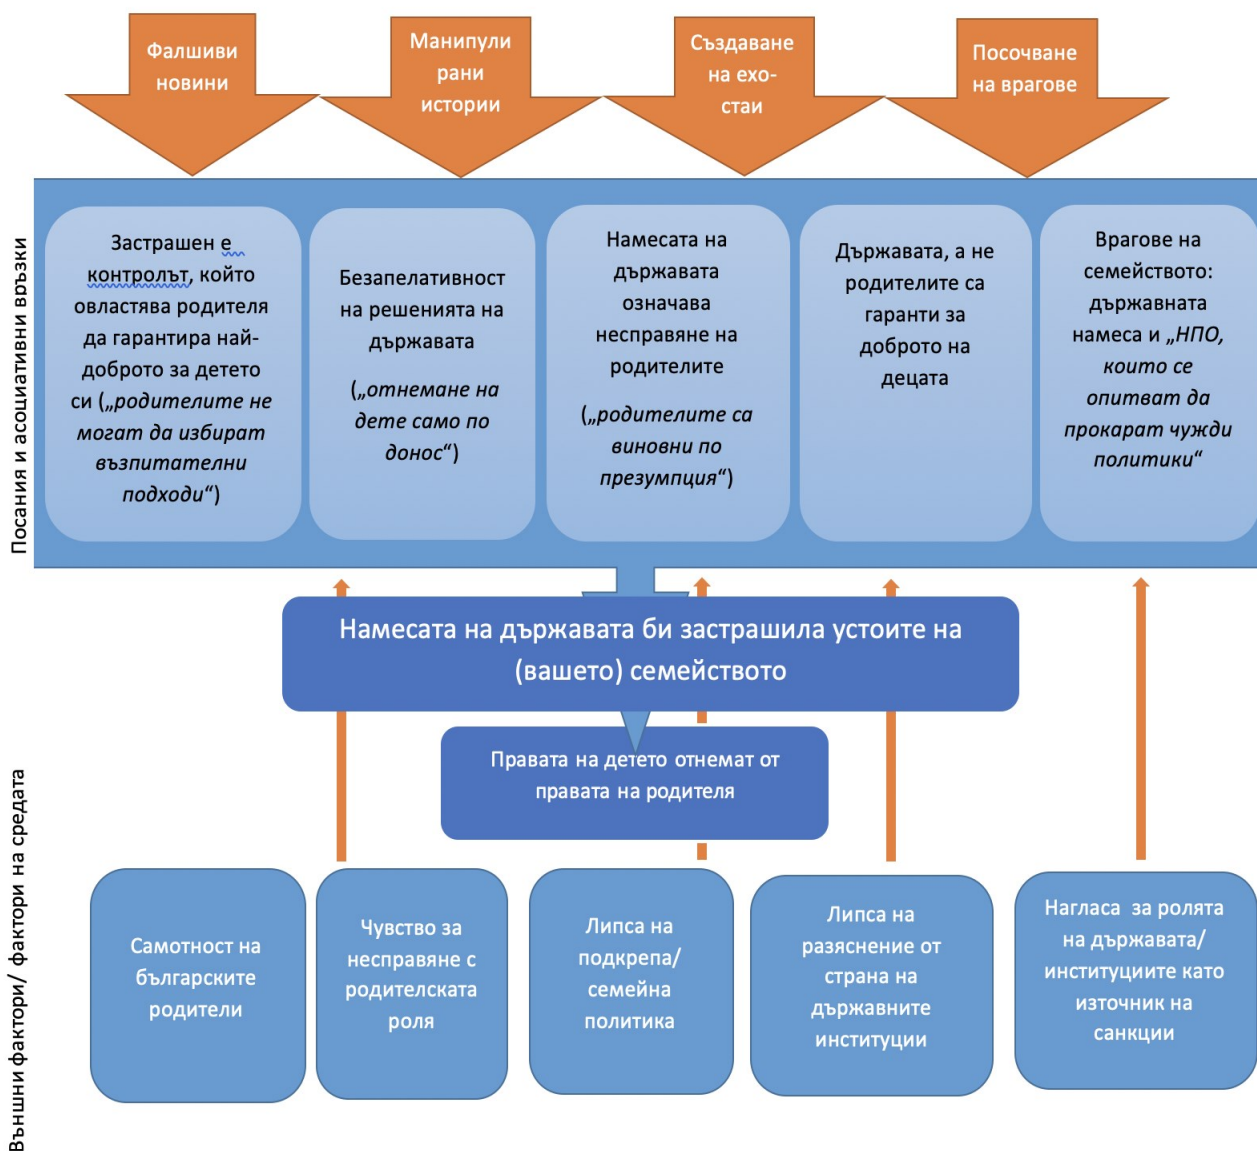 Фалшиви
новини
Манипули
рани
истории
Създаване
на ехо-
стаи
Посочване
на врагове
Посания и асоциативни връзки
Застрашен е
контролът, който
овластява родителя
да гарантира най-
доброто за детето
си („родителите не
могат да избират
възпитателни
подходи“)
Безапелативност
на решенията на
държавата
(„отнемане на
дете само по
донос“)
Намесата на
държавата
означава
несправяне на
родителите
(„родителите са
виновни по
презумпция“)
Държавата, а не
родителите са
гаранти за
доброто на
децата
Врагове на
семейството:
държавната
намеса и „НПО,
които се
опитват да
прокарат чужди
политики“
Намесата на държавата би застрашила устоите на
(вашето) семейството
Правата на детето отнемат от
правата на родителя
Външни фактори/ фактори на средата
Самотност на
българските
родители
Чувство за
несправяне с
родителската
роля
Липса на
подкрепа/
семейна
политика
Липса на
разяснение от
страна на
държавните
институции
Нагласа за ролята
на държавата/
институциите като
източник на
санкции